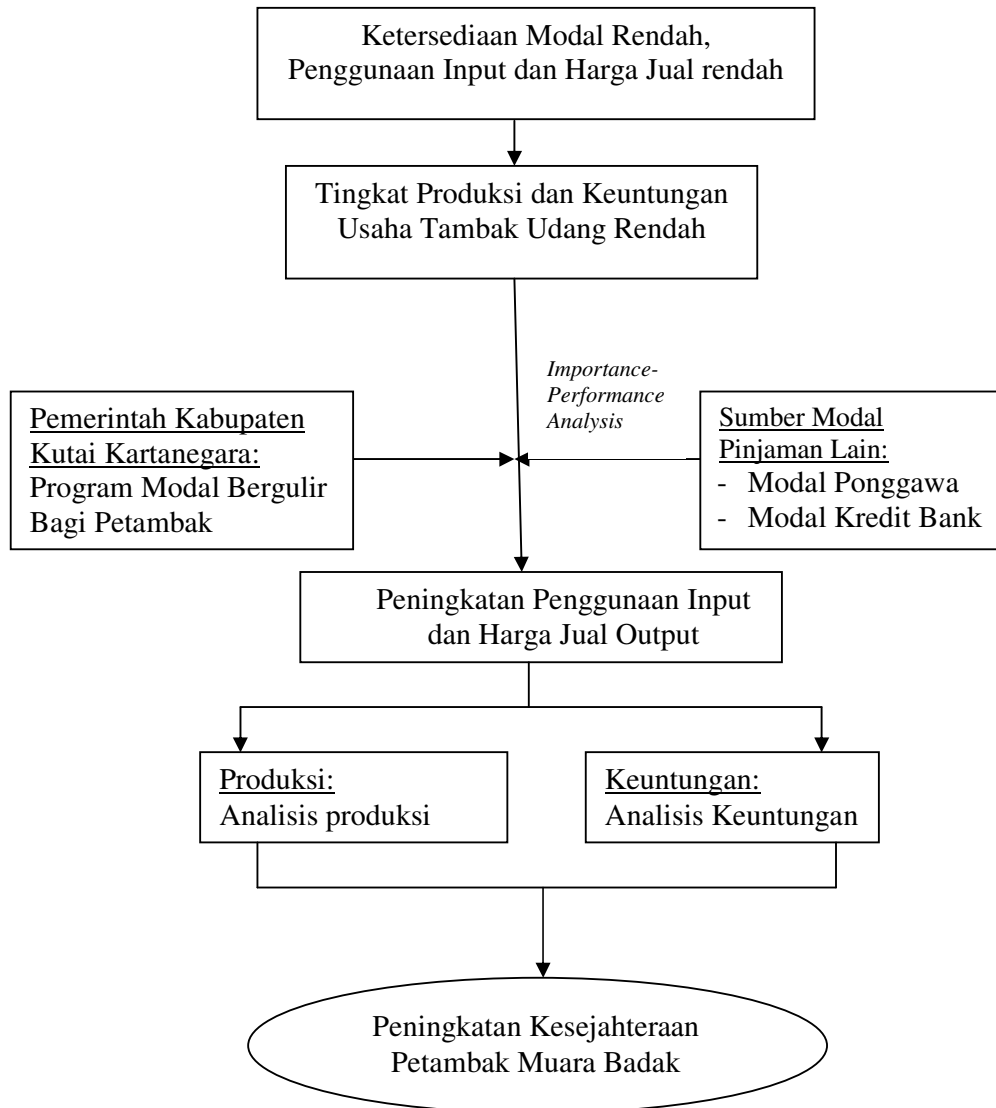 Ketersediaan Modal Rendah,
Penggunaan Input dan Harga Jual rendah
Tingkat Produksi dan Keuntungan
Usaha Tambak Udang Rendah
Importance-
Performance
Analysis
Pemerintah Kabupaten
Kutai Kartanegara:
Program Modal Bergulir
Bagi Petambak
Sumber Modal
Pinjaman Lain:
- Modal Ponggawa
- Modal Kredit Bank
Peningkatan Penggunaan Input
dan Harga Jual Output
Produksi:
Analisis produksi
Keuntungan:
Analisis Keuntungan
Peningkatan Kesejahteraan
Petambak Muara Badak